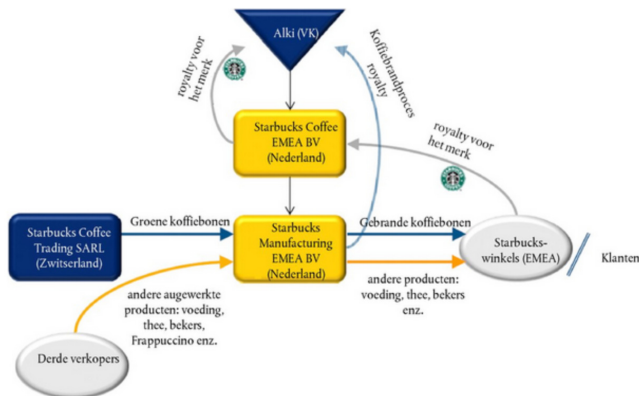 Alki (VK)
royalty voor
het merk
Koffiebrandproces
royalty
Starbucks Coffee
EMEA BV
(Nederland)
royalty voor
het merk
Starbucks Coffee
Trading SARL
(Zwitserland)
Groene koffiebonen
Starbucks
Manufacturing
EMEA BV
(Nederland)
Gebrande koffiebonen
Starbucks-
winkels (EMEA)
Klanten
andere augewerkte
producten: voeding,
thee, bekers,
Frappuccino enz.
andere producten:
voeding, thee, bekers
enz.
Derde verkopers